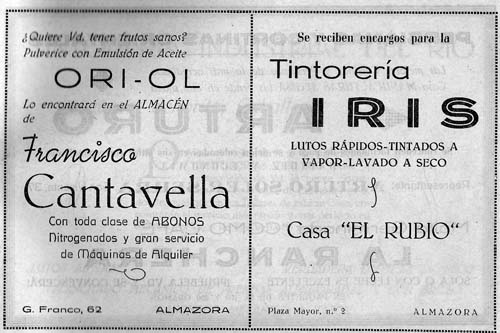 ¿Quiere Vd. tener frutos sanos?
Pulverice con Emulsión de Aceite
ORI-OL
Lo encontrará en el ALMACÉN
de
Francisco
Cantavella
Con toda clase de ABONOS
Nitrogenados y gran servicio
de Máquinas de Alquiler
G. Franco, 62 ALMAZORA
Se reciben encargos para la
Tintorería
IRIS
LUTOS RÁPIDOS-TINTADOS A
VAPOR-LAVADO A SECO
Casa "EL RUBIO"
Plaza Mayor, n.º 2 ALMAZORA